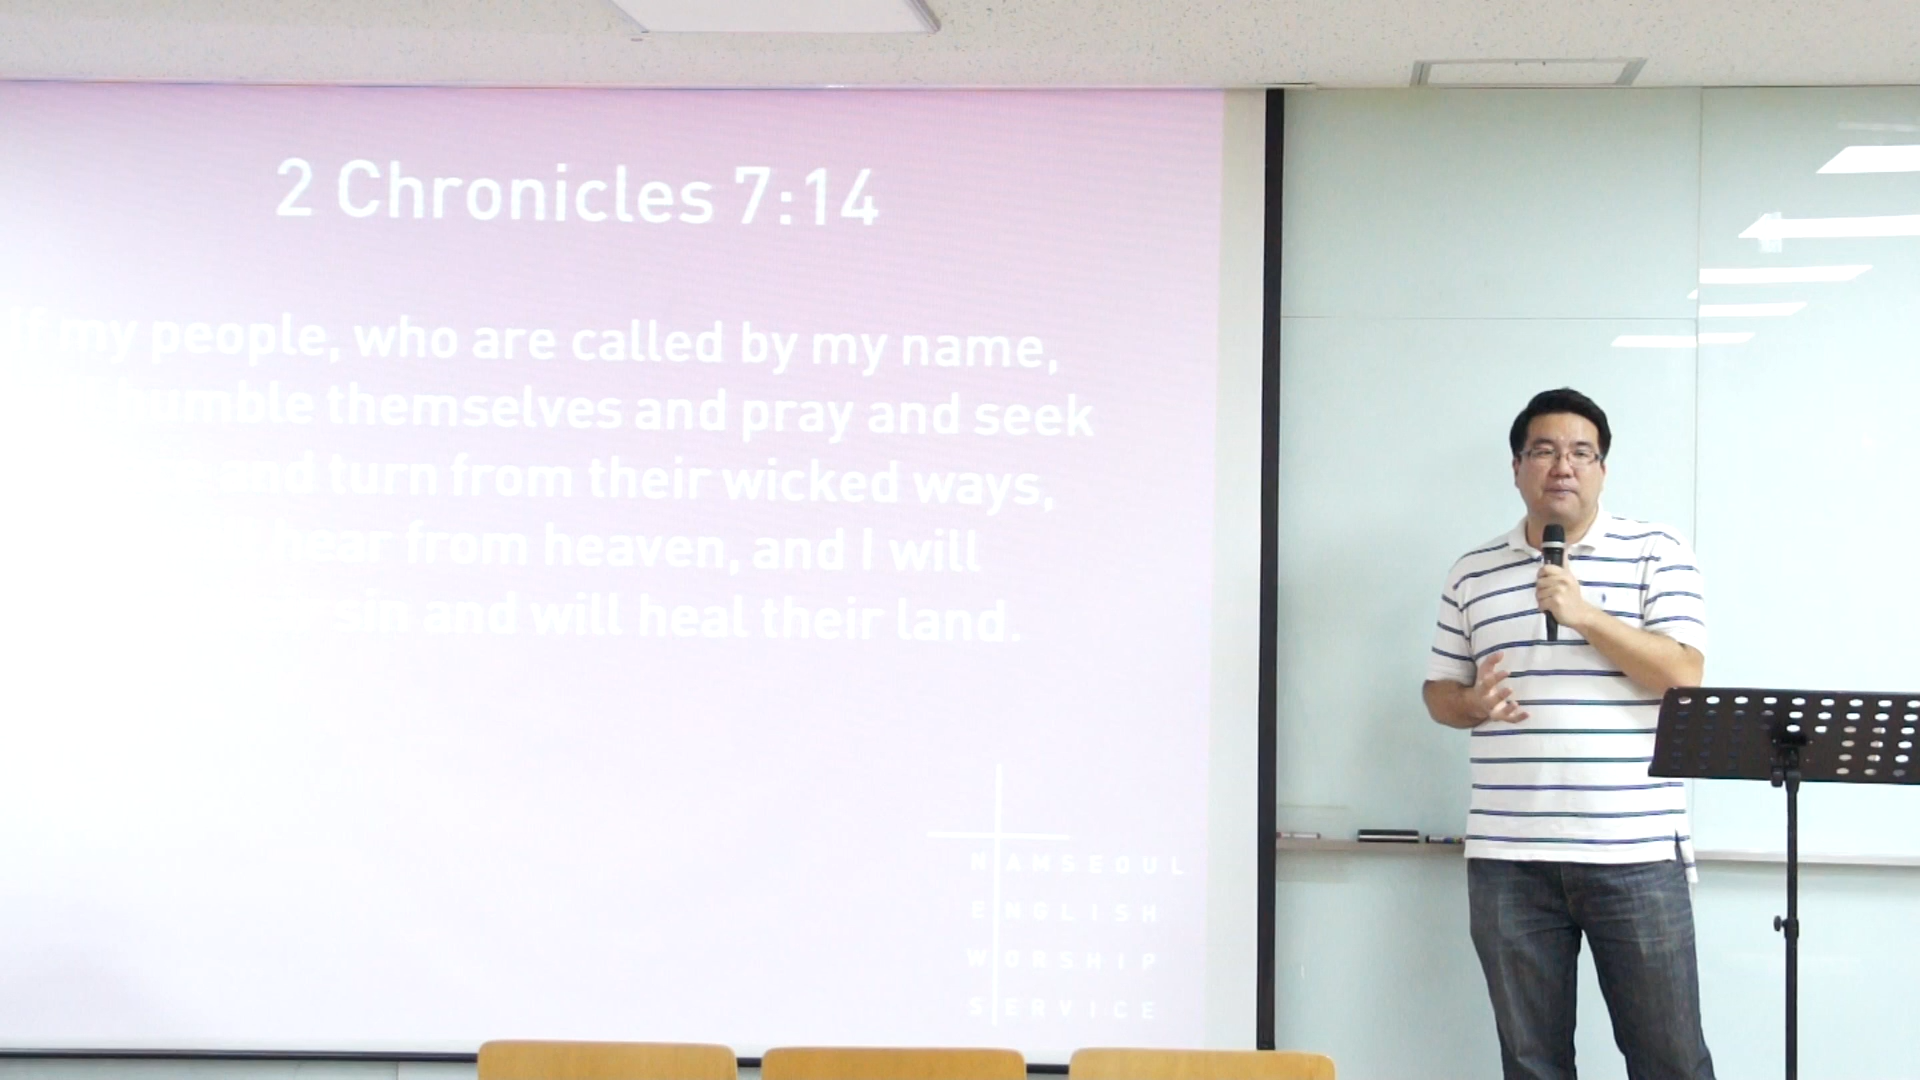 2 Chronicles 7:14
If my people, who are called by my name,
humble themselves and pray and seek
and turn from their wicked ways,
hear from heaven, and I will
sin and will heal their land.
NAMSEOUL
ENGLISH
WORSHIP
SERVICE